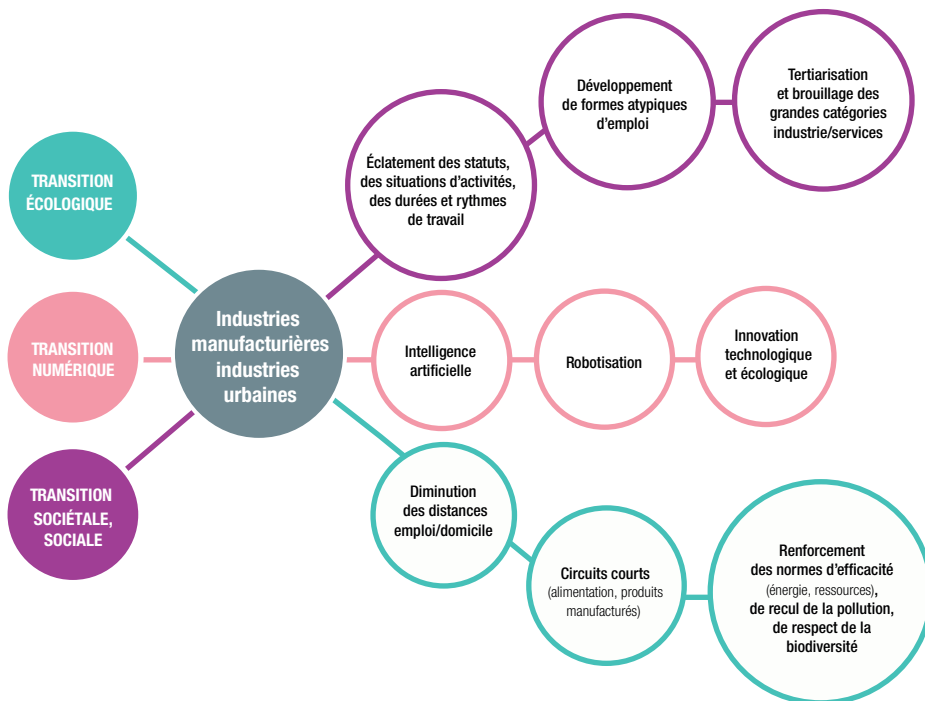 TRANSITION
ÉCOLOGIQUE
TRANSITION
NUMÉRIQUE
TRANSITION
SOCIÉTALE,
SOCIALE
Industries
manufacturières
industries
urbaines
Éclatement des statuts,
des situations d'activités,
des durées et rythmes
de travail
Développement
de formes atypiques
d'emploi
Tertiarisation
et brouillage des
grandes catégories
industrie/services
Intelligence
artificielle
Robotisation
Innovation
technologique
et écologique
Diminution
des distances
emploi/domicile
Circuits courts
(alimentation, produits
manufacturés)
Renforcement
des normes d'efficacité
(énergie, ressources),
de recul de la pollution,
de respect de la
biodiversité